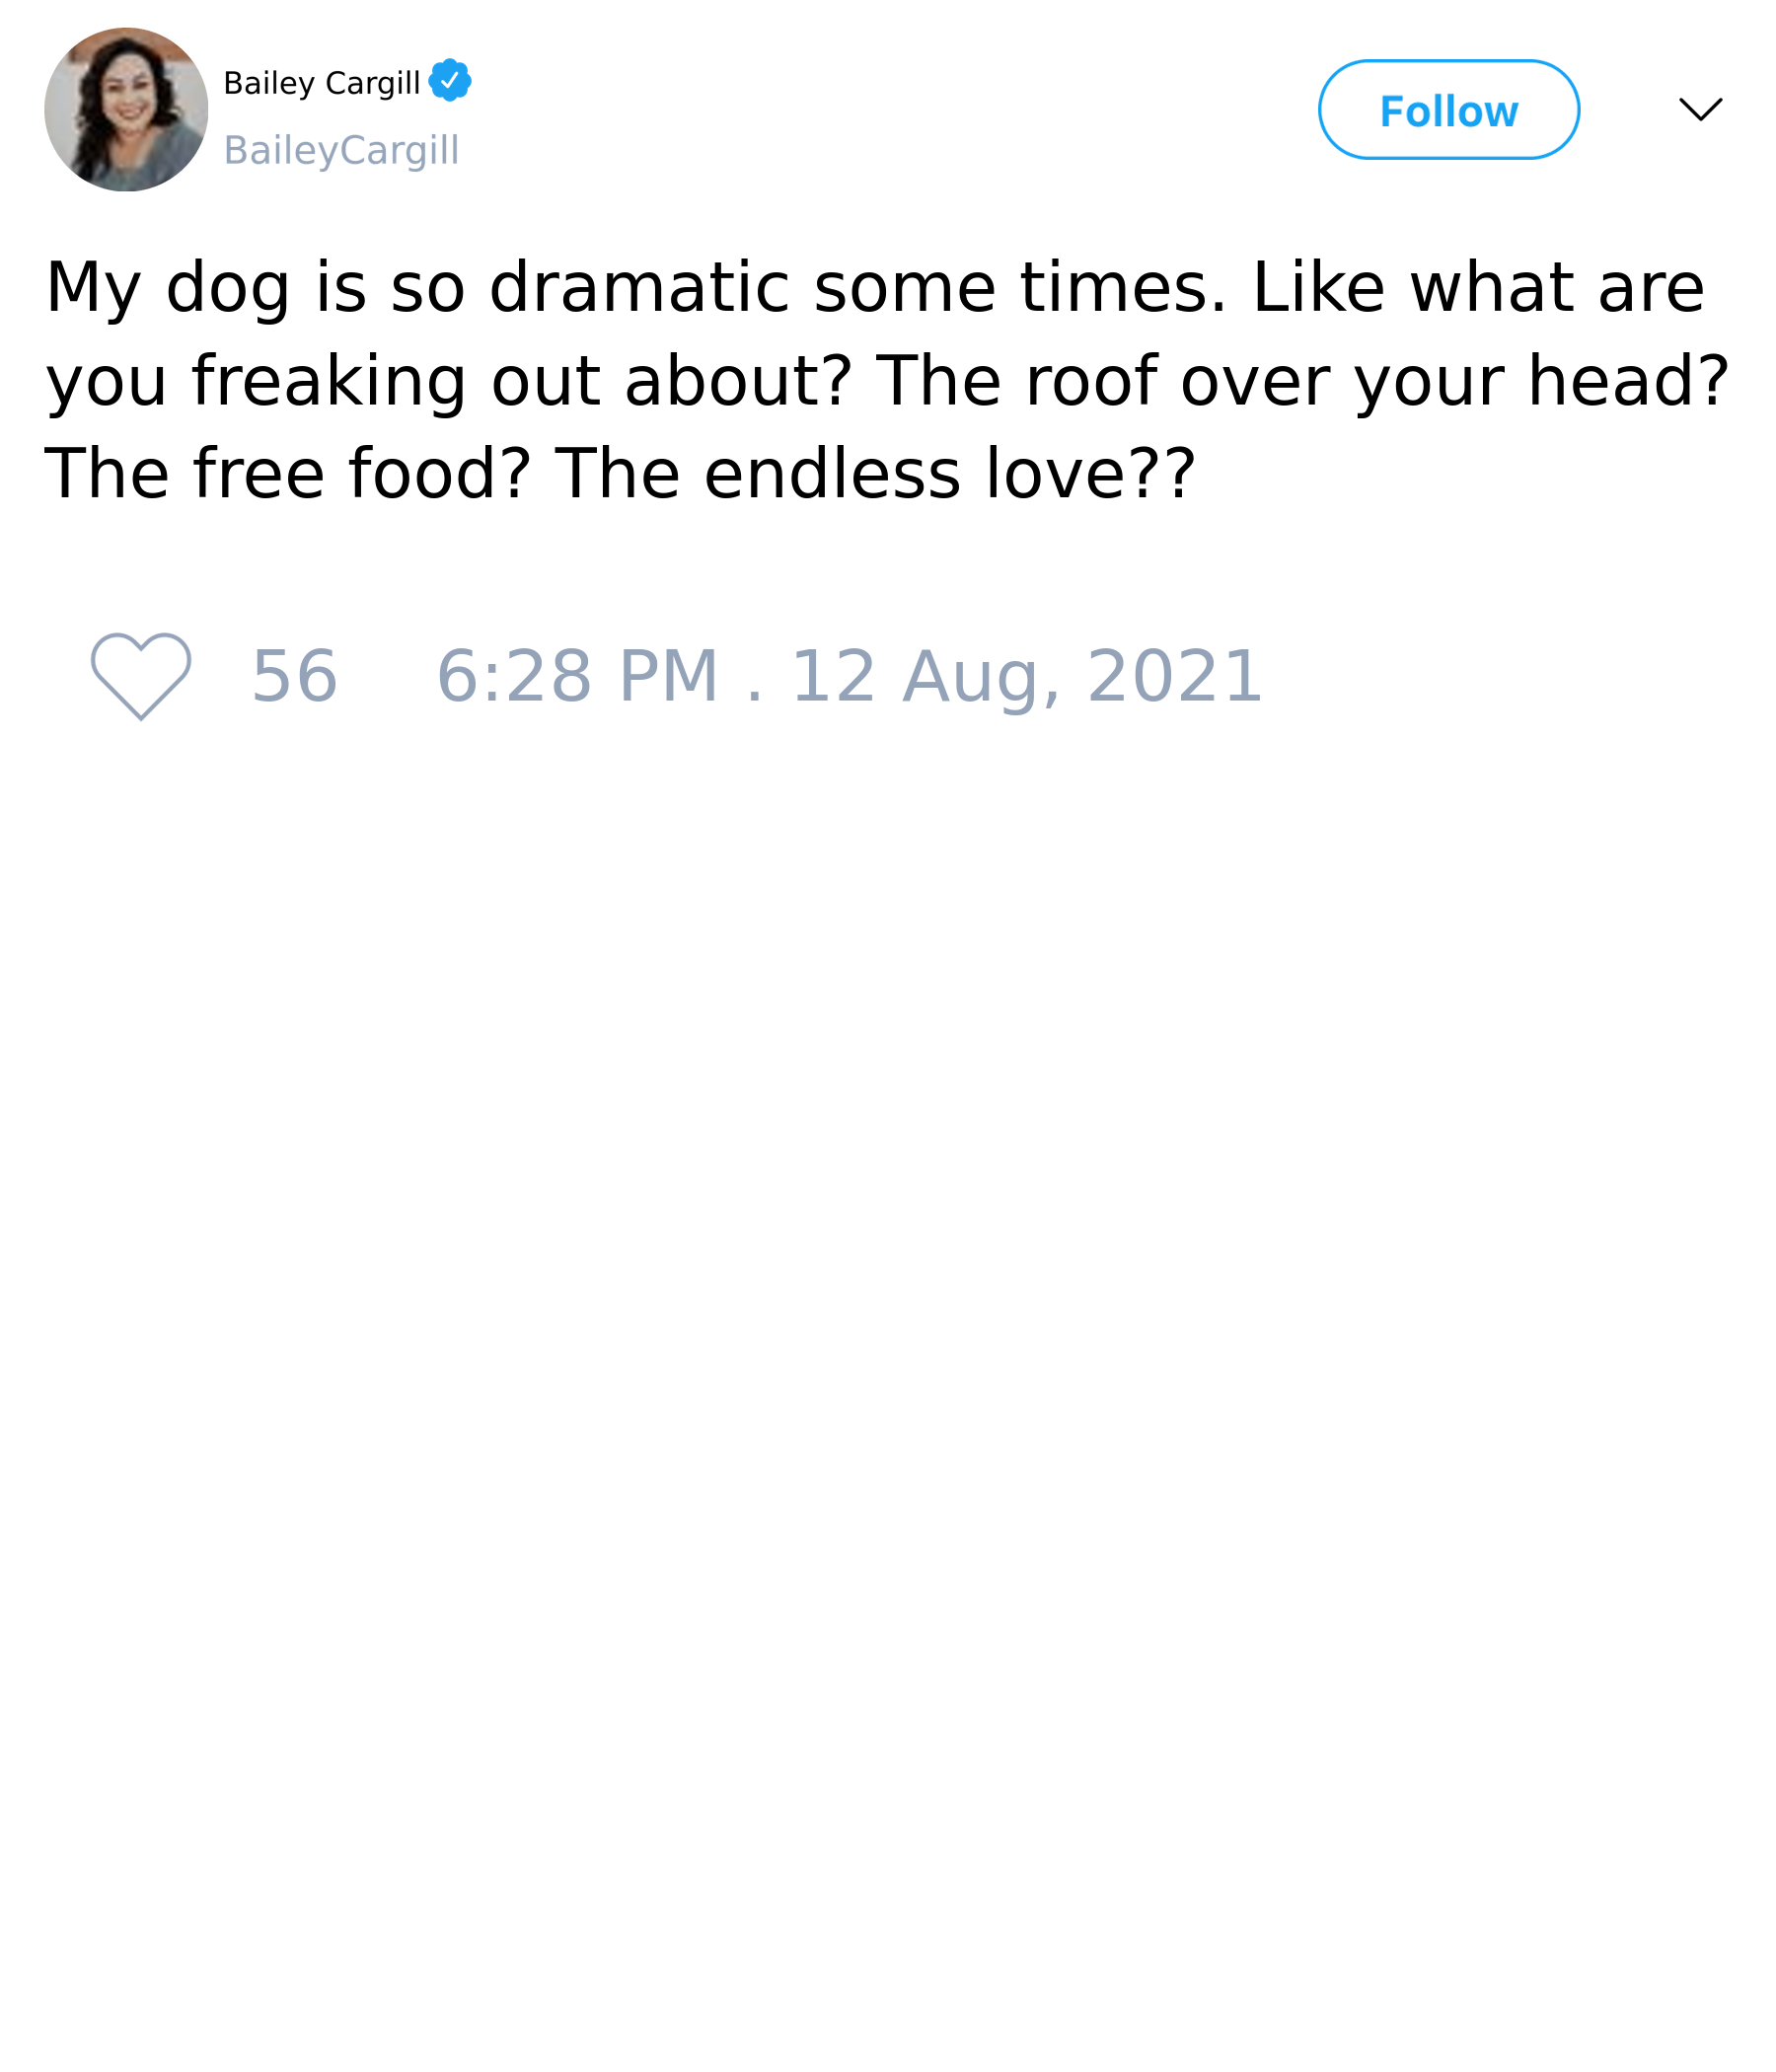 Bailey Cargill
BaileyCargill
Follow
My dog is so dramatic some times. Like what are
you freaking out about? The roof over your head?
The free food? The endless love??
56 6:28 PM . 12 Aug, 2021